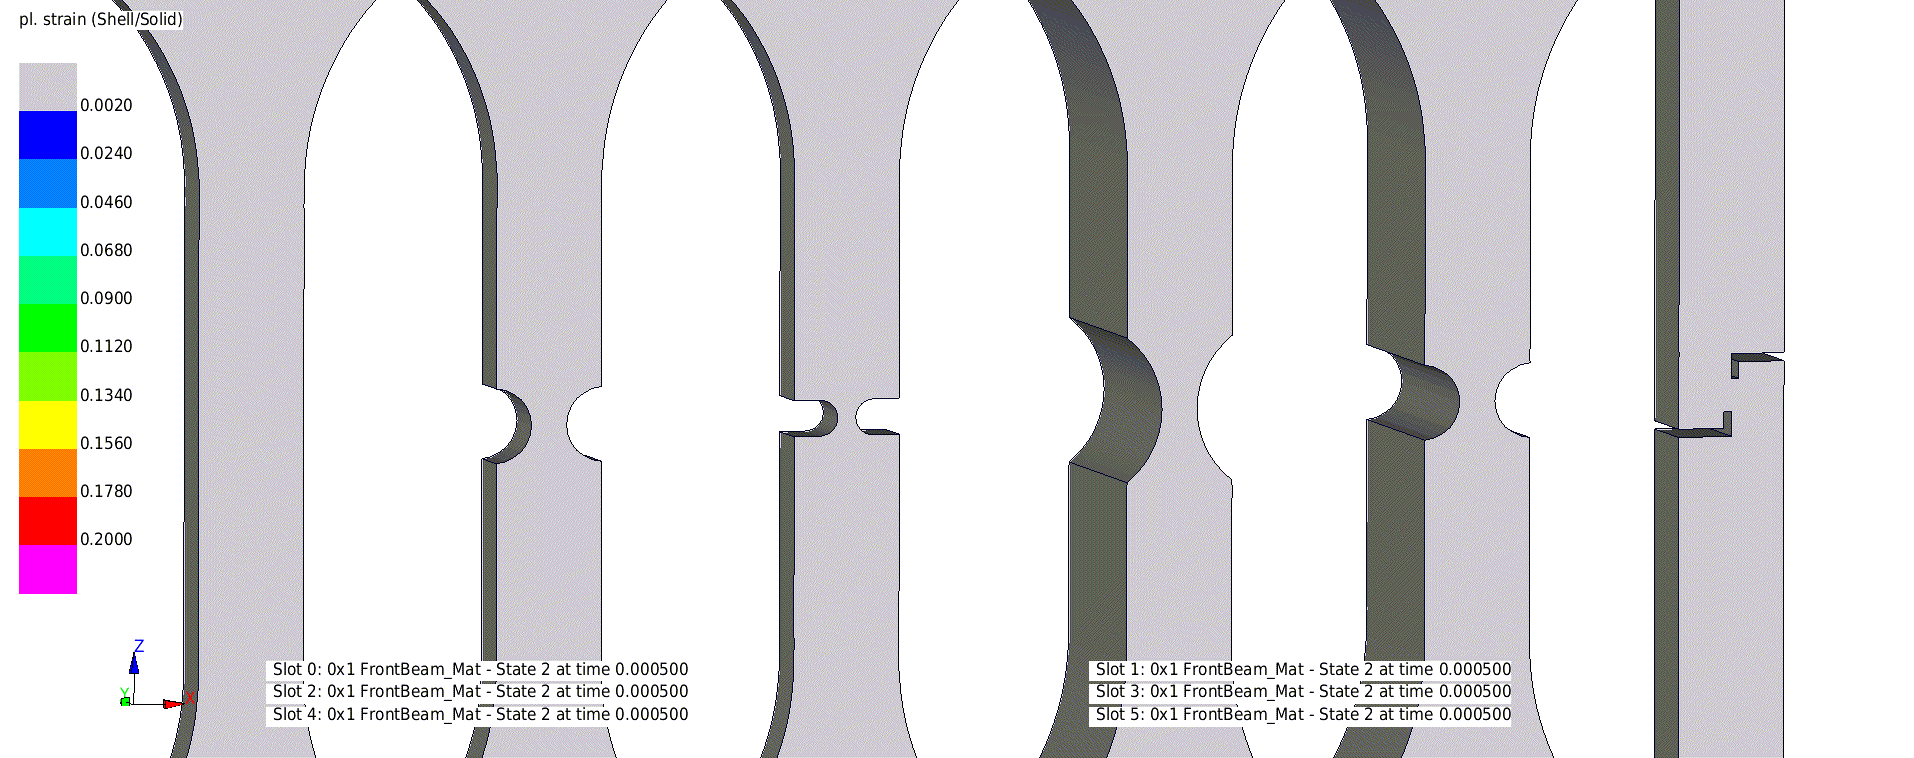 pl. strain (Shell/Solid)
0.0020
0.0240
0.0460
0.0680
0.0900
0.1120
0.1340
0.1560
0.1780
0.2000
Z
Y
X
Slot 0: 0x1 FrontBeam_Mat - State 2 at time 0.000500
Slot 2: 0x1 FrontBeam_Mat - State 2 at time 0.000500
Slot 4: 0x1 FrontBeam_Mat - State 2 at time 0.000500
Slot 1: 0x1 FrontBeam_Mat - State 2 at time 0.000500
Slot 3: 0x1 FrontBeam_Mat - State 2 at time 0.000500
Slot 5: 0x1 FrontBeam_Mat - State 2 at time 0.000500